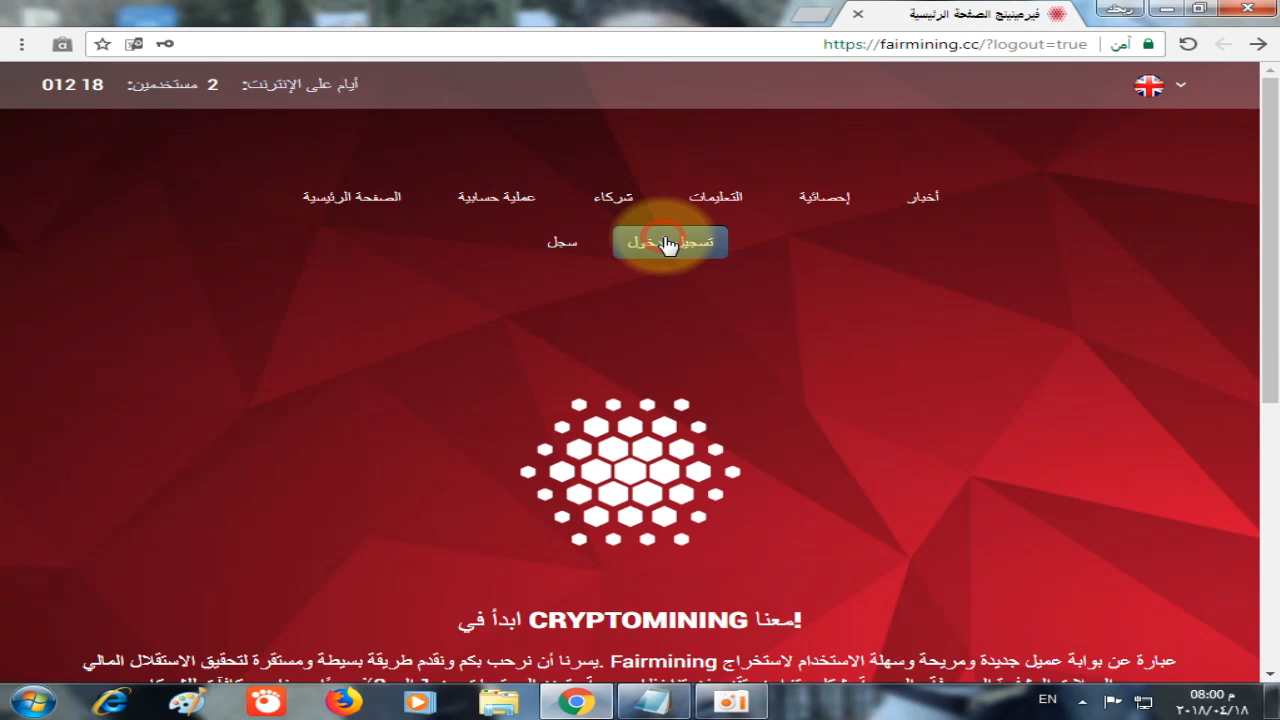 فيرمينينج الصفحة الرئيسية
https://fairmining.cc/?logout=true
آمن
أيام على الإنترنت: 2 مستخدمين: 18 012
أخبار إحصائية التعليمات شركاء عملية حسابية الصفحة الرئيسية
تسجيل دخول سجل
!معنا CRYPTOMINING ابدأ في
عبارة عن بوابة عميل جديدة ومريحة وسهلة الاستخدام لاستخراج Fairmining .يسرنا أن نرحب بكم ونقدم طريقة بسيطة ومستقرة لتحقيق الاستقلال المالي
EN
08:00 م
٢٠١٨/٠٤/١٨